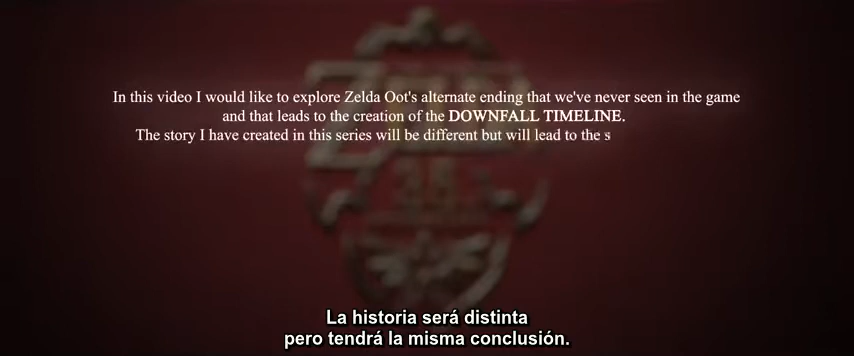 In this video I would like to explore Zelda Oot's alternate ending that we've never seen in the game
and that leads to the creation of the DOWNFALL TIMELINE.
The story I have created in this series will be different but will lead to the s
35
La historia será distinta
pero tendrá la misma conclusión.